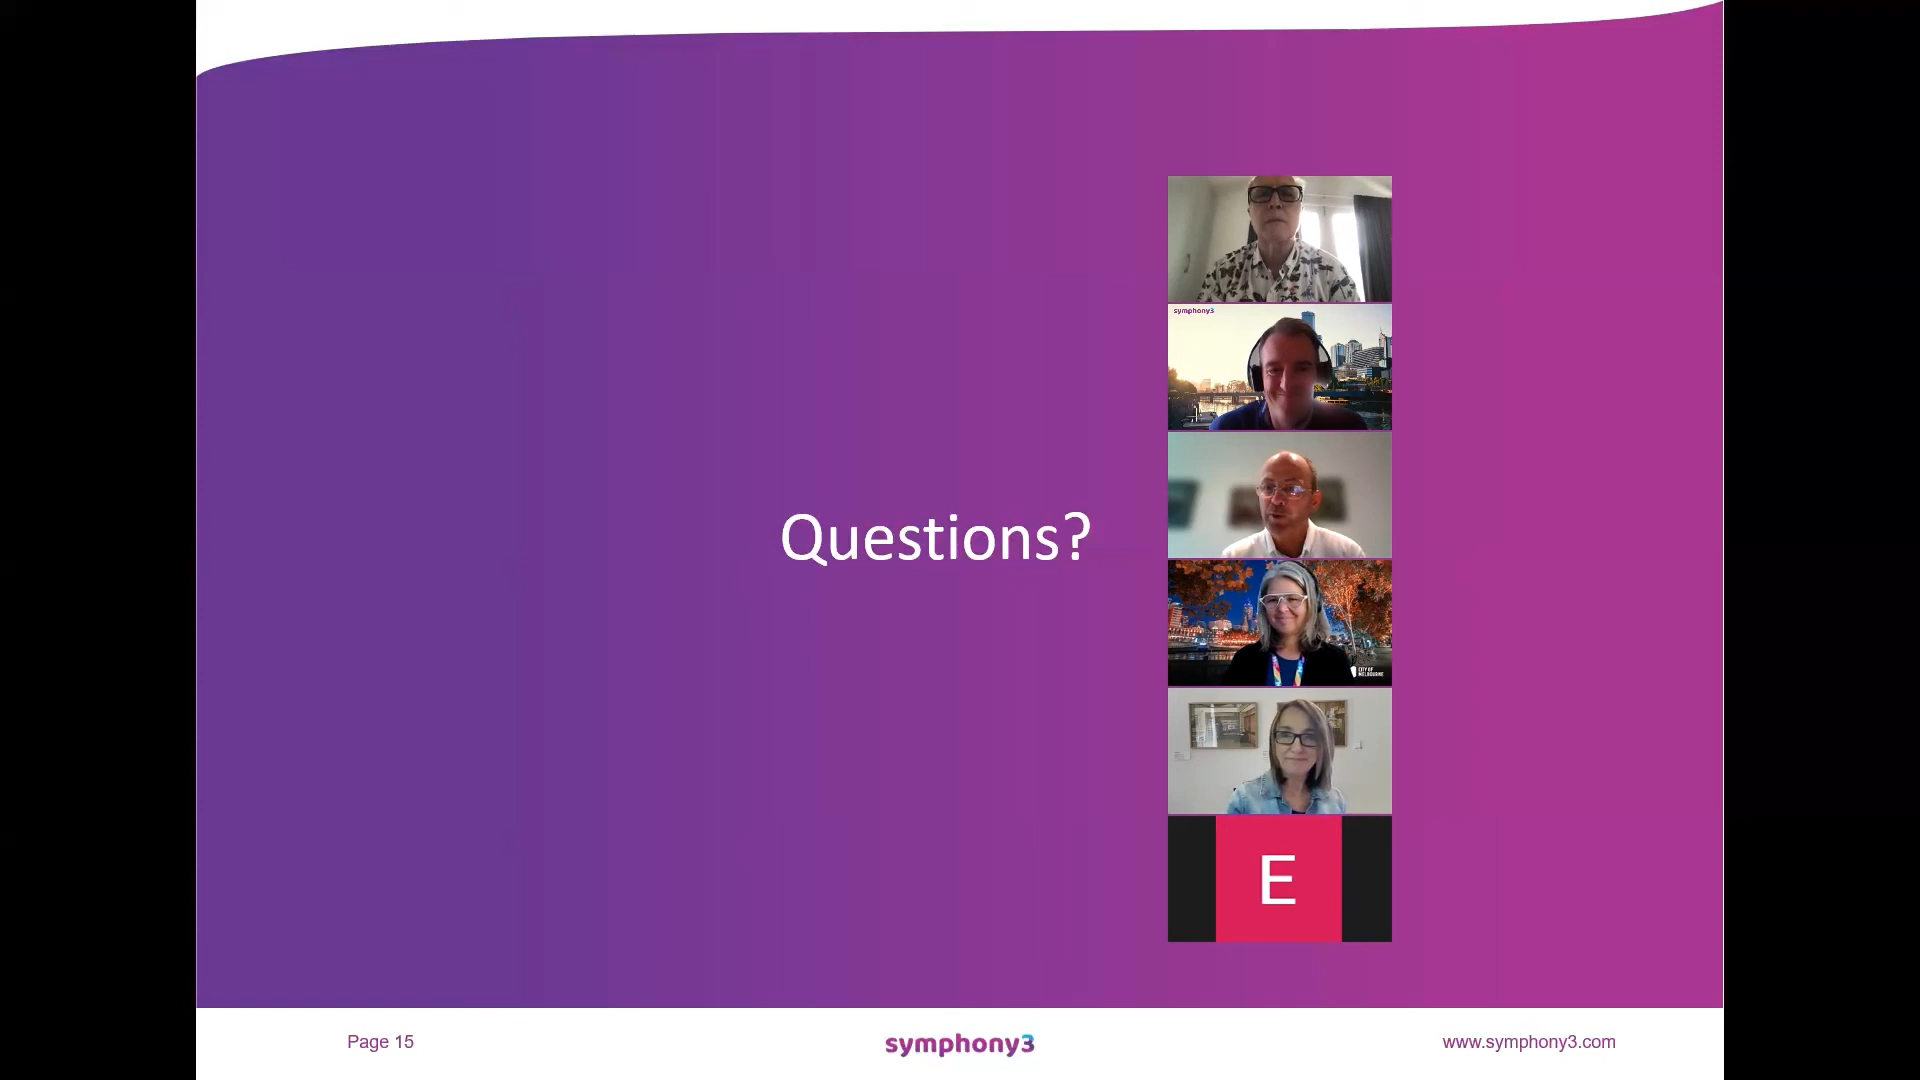 symphony3
Questions?
CITY OF
MELBOURNE
E
Page 15
symphony3
www.symphony3.com